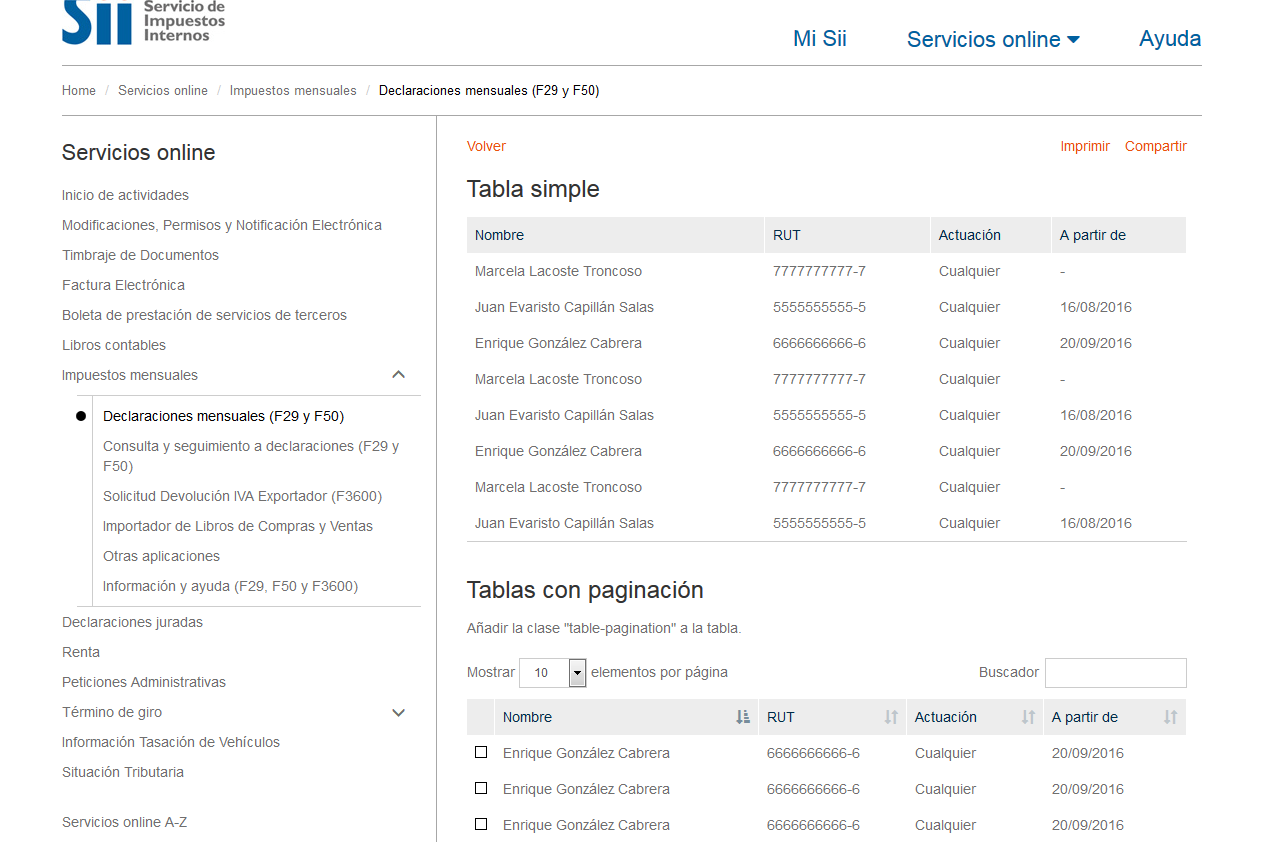 Sii
Servicio de
Impuestos
Internos
Mi Sii
Servicios online
Ayuda
Home / Servicios online / Impuestos mensuales / Declaraciones mensuales (F29 y F50)
Servicios online
Inicio de actividades
Modificaciones, Permisos y Notificación Electrónica
Timbraje de Documentos
Factura Electrónica
Boleta de prestación de servicios de terceros
Libros contables
Impuestos mensuales
Declaraciones mensuales (F29 y F50)
Consulta y seguimiento a declaraciones (F29 y
F50)
Solicitud Devolución IVA Exportador (F3600)
Importador de Libros de Compras y Ventas
Otras aplicaciones
Información y ayuda (F29, F50 y F3600)
Declaraciones juradas
Renta
Peticiones Administrativas
Término de giro
Información Tasación de Vehículos
Situación Tributaria
Servicios online A-Z
Volver
Imprimir Compartir
Tabla simple
Nombre RUT Actuación A partir de
Marcela Lacoste Troncoso 7777777777-7 Cualquier -
Juan Evaristo Capillán Salas 5555555555-5 Cualquier 16/08/2016
Enrique González Cabrera 6666666666-6 Cualquier 20/09/2016
Marcela Lacoste Troncoso 7777777777-7 Cualquier -
Juan Evaristo Capillán Salas 5555555555-5 Cualquier 16/08/2016
Enrique González Cabrera 6666666666-6 Cualquier 20/09/2016
Marcela Lacoste Troncoso 7777777777-7 Cualquier -
Juan Evaristo Capillán Salas 5555555555-5 Cualquier 16/08/2016
Tablas con paginación
Añadir la clase "table-pagination" a la tabla.
Mostrar 10 elementos por página
Buscador
Nombre RUT Actuación A partir de
Enrique González Cabrera 6666666666-6 Cualquier 20/09/2016
Enrique González Cabrera 6666666666-6 Cualquier 20/09/2016
Enrique González Cabrera 6666666666-6 Cualquier 20/09/2016